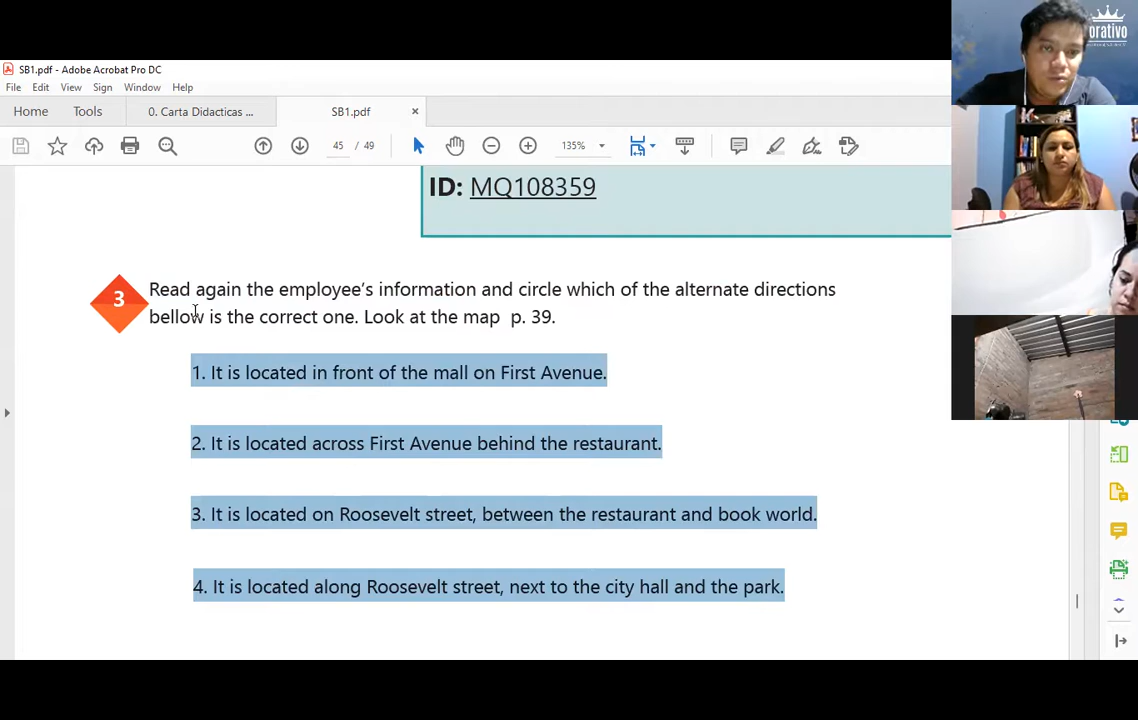 orativo
SB1.pdf - Adobe Acrobat Pro DC
File Edit View Sign Window Help
Home Tools 0. Carta Didacticas ... SB1.pdf ×
45 / 49 135%
ID: MQ108359
3
Read again the employee's information and circle which of the alternate directions
bellow is the correct one. Look at the map p. 39.
1. It is located in front of the mall on First Avenue.
2. It is located across First Avenue behind the restaurant.
3. It is located on Roosevelt street, between the restaurant and book world.
4. It is located along Roosevelt street, next to the city hall and the park.